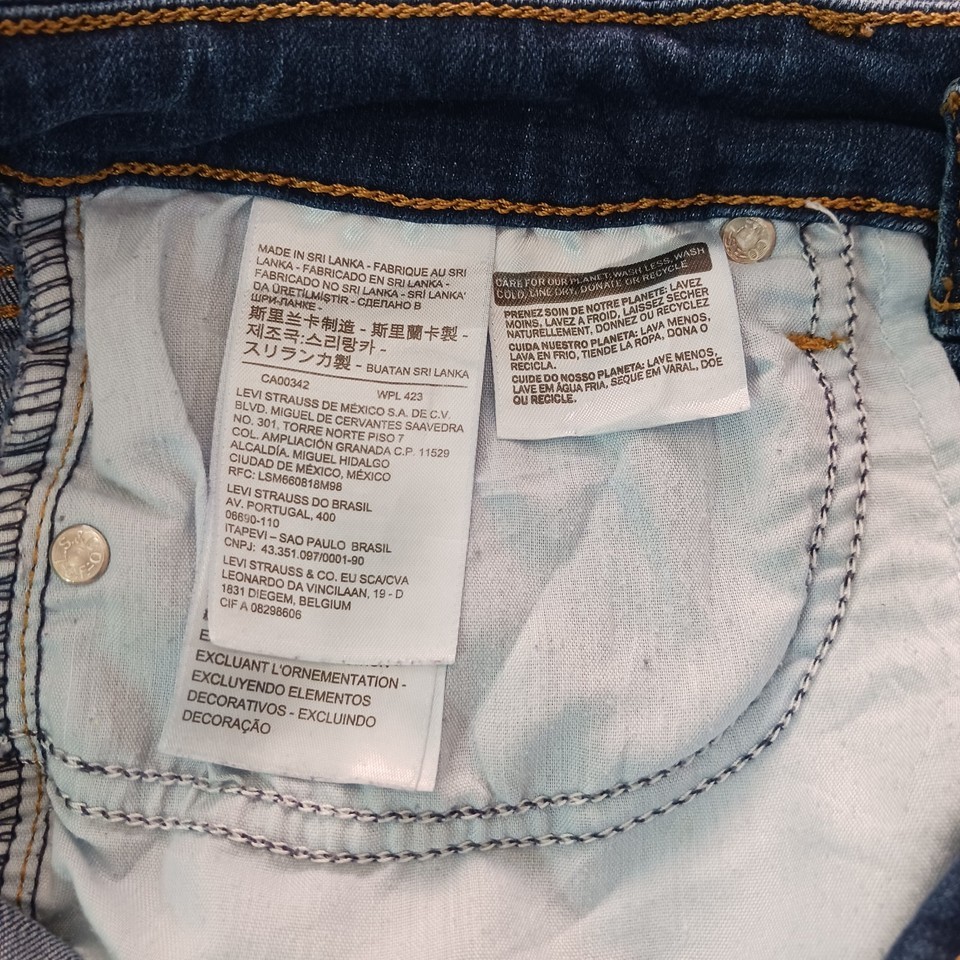 MADE IN SRI LANKA - FABRIQUE AU SRI
LANKA - FABRICADO EN SRI LANKA -
FABRICADO NO SRI LANKA - SRI LANKA'
DA ÜRETİLMİŞTİR - СДЕЛАНО В
ШРИ-ЛАНКЕ -
斯里兰卡制造 - 斯里蘭卡製 -
제조국:스리랑카 -
スリランカ製 - BUATAN SRI LANKA
CA00342 WPL 423
LEVI STRAUSS DE MÉXICO S.A. DE C.V.
BLVD. MIGUEL DE CERVANTES SAAVEDRA
NO. 301. TORRE NORTE PISO 7
COL. AMPLIACIÓN GRANADA C.P. 11529
ALCALDÍA. MIGUEL HIDALGO
CIUDAD DE MÉXICO, MÉXICO
RFC: LSM660818M98
LEVI STRAUSS DO BRASIL
AV. PORTUGAL, 400
06690-110
ITAPEVI – SAO PAULO BRASIL
CNPJ: 43.351.097/0001-90
LEVI STRAUSS & CO. EU SCA/CVA
LEONARDO DA VINCILAAN, 19 - D
1831 DIEGEM, BELGIUM
CIF A 08298606
EXCLUANT L'ORNEMENTATION -
EXCLUYENDO ELEMENTOS
DECORATIVOS - EXCLUINDO
DECORAÇÃO
CARE FOR OUR PLANET: WASH LESS, WASH
COLD, LINE DRY, DONATE OR RECYCLE
PRENEZ SOIN DE NOTRE PLANETE: LAVEZ
MOINS, LAVEZ A FROID, LAISSEZ SECHER
NATURELLEMENT, DONNEZ OU RECYCLEZ
CUIDA NUESTRO PLANETA: LAVA MENOS,
LAVA EN FRIO, TIENDE LA ROPA, DONA O
RECICLA.
CUIDE DO NOSSO PLANETA: LAVE MENOS,
LAVE EM ÁGUA FRIA, SEQUE EM VARAL, DOE
OU RECICLE.